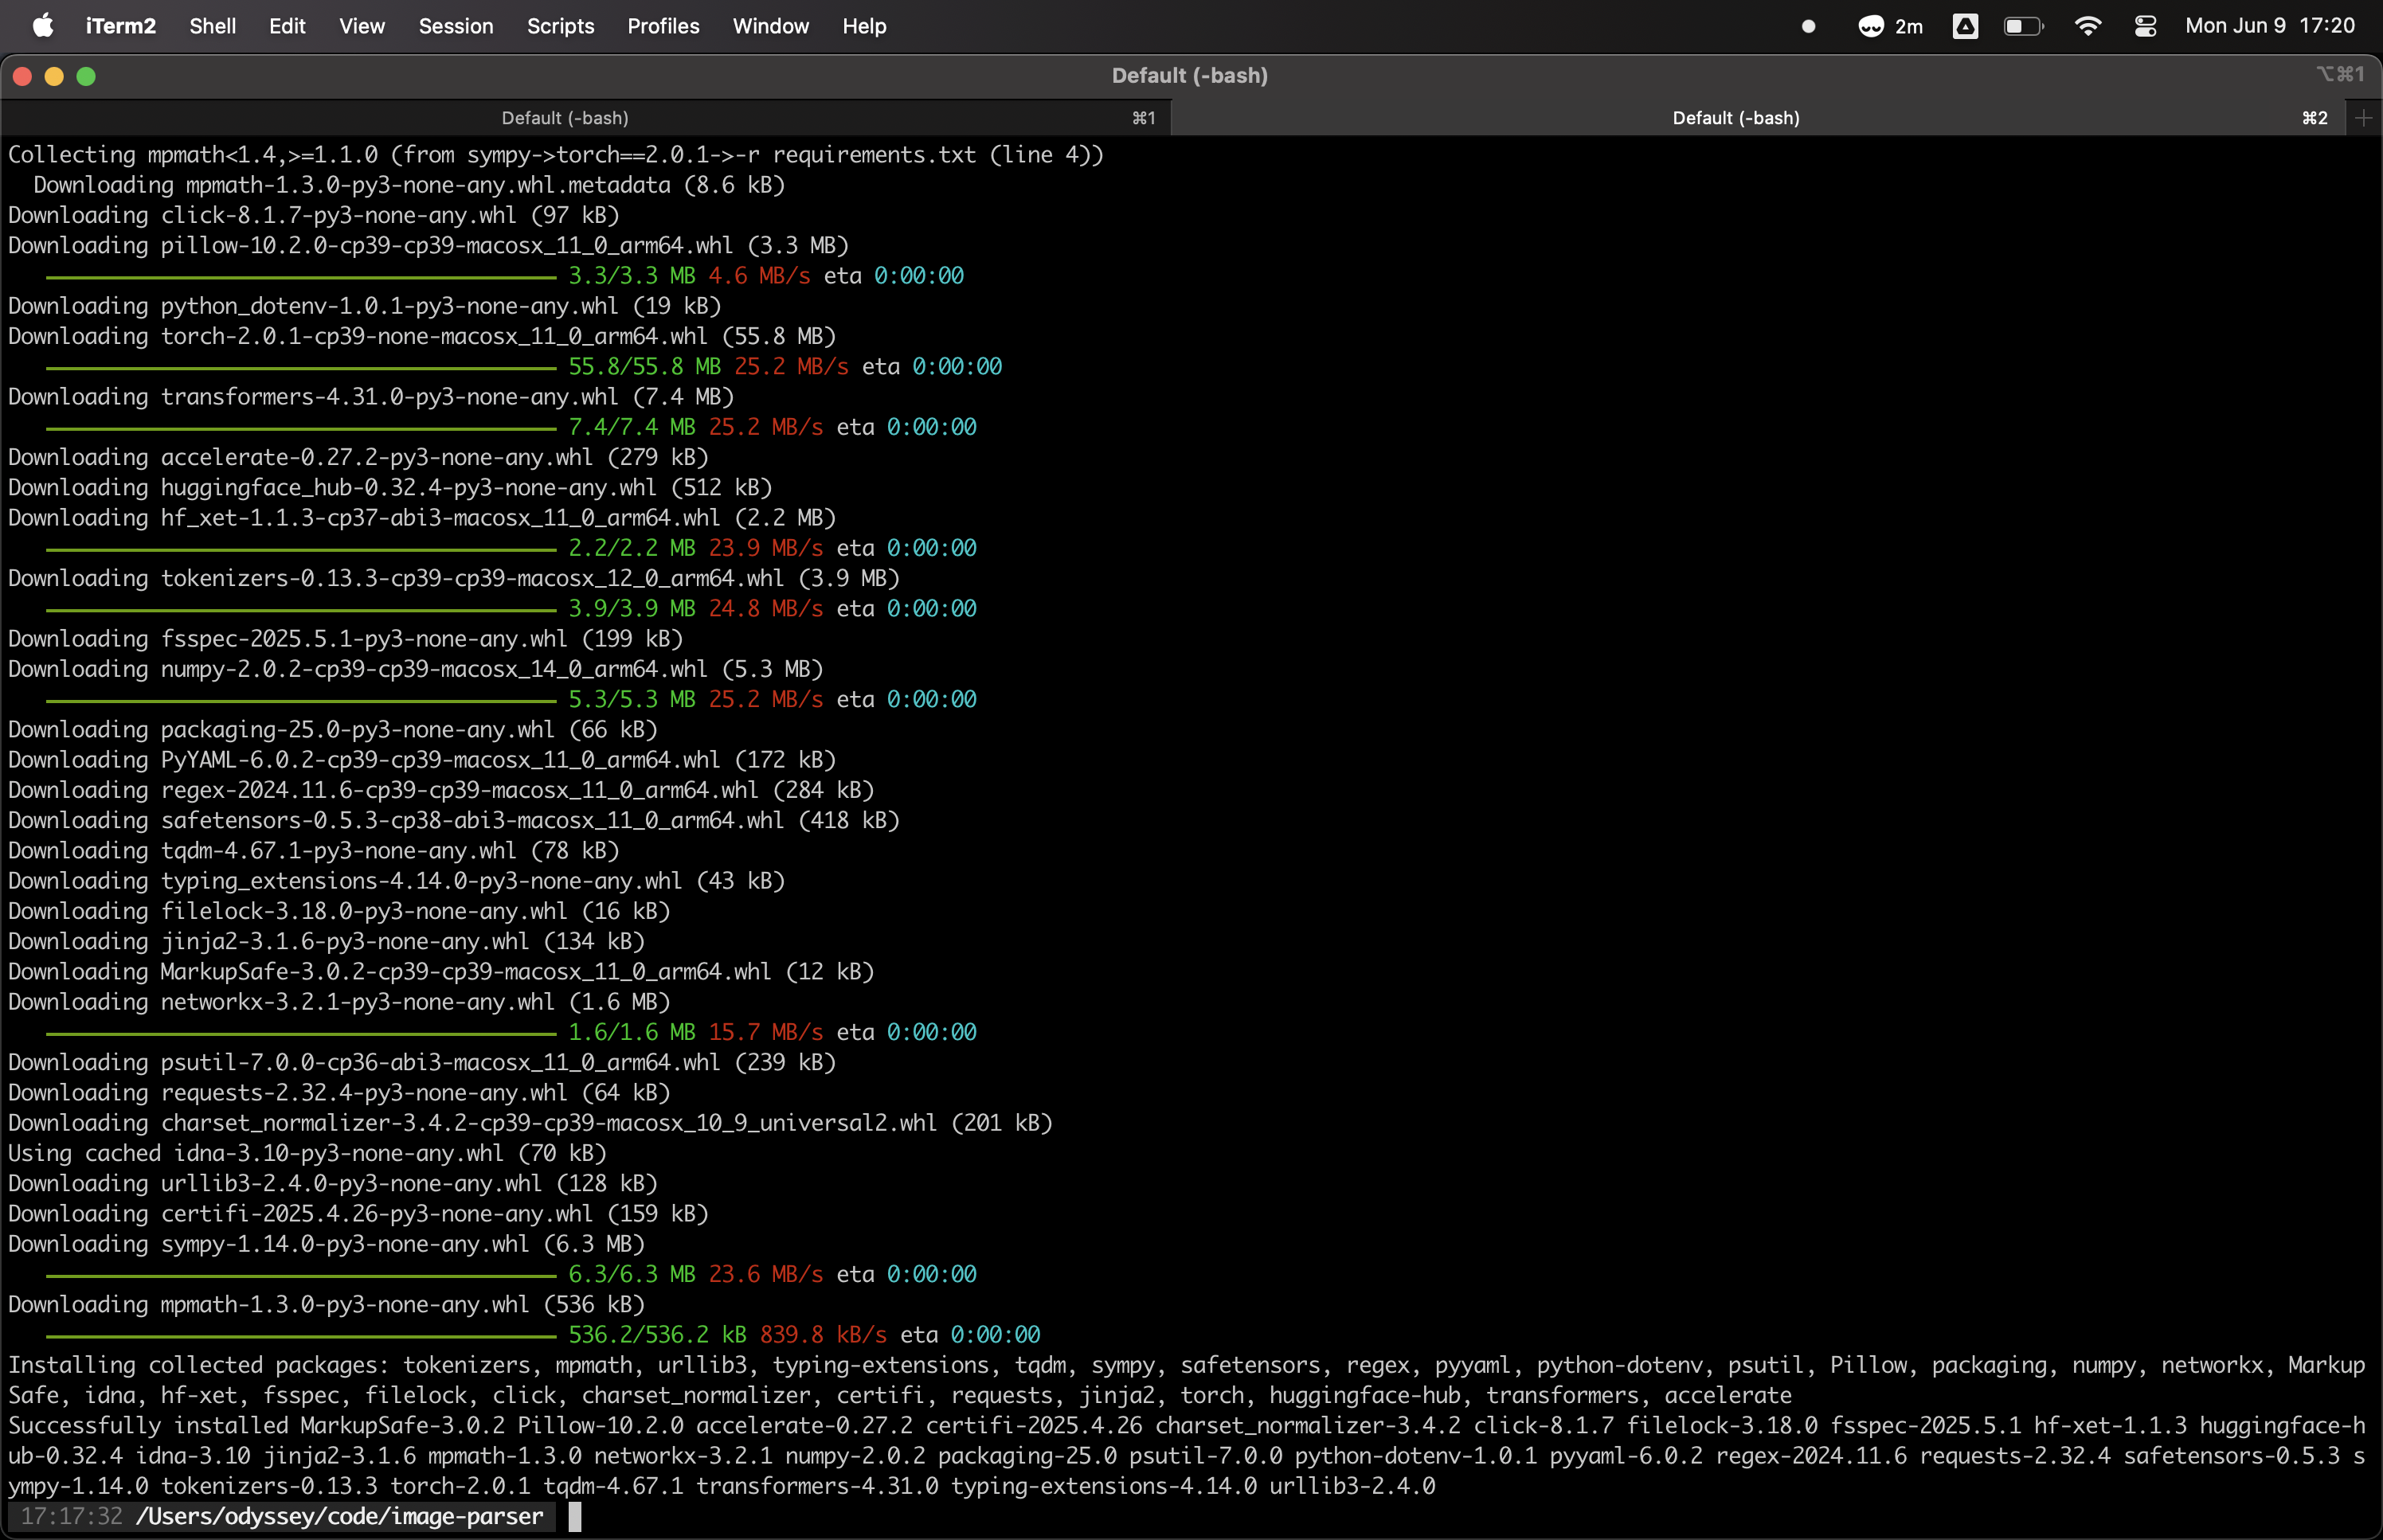 iTerm2 Shell Edit View Session Scripts Profiles Window Help 2m Mon Jun 9 17:20
Default (-bash) ⌥⌘1
Default (-bash) ⌘1 Default (-bash) ⌘2
Collecting mpmath<1.4,>=1.1.0 (from sympy->torch==2.0.1->-r requirements.txt (line 4))
Downloading mpmath-1.3.0-py3-none-any.whl.metadata (8.6 kB)
Downloading click-8.1.7-py3-none-any.whl (97 kB)
Downloading pillow-10.2.0-cp39-cp39-macosx_11_0_arm64.whl (3.3 MB)
3.3/3.3 MB 4.6 MB/s eta 0:00:00
Downloading python_dotenv-1.0.1-py3-none-any.whl (19 kB)
Downloading torch-2.0.1-cp39-none-macosx_11_0_arm64.whl (55.8 MB)
55.8/55.8 MB 25.2 MB/s eta 0:00:00
Downloading transformers-4.31.0-py3-none-any.whl (7.4 MB)
7.4/7.4 MB 25.2 MB/s eta 0:00:00
Downloading accelerate-0.27.2-py3-none-any.whl (279 kB)
Downloading huggingface_hub-0.32.4-py3-none-any.whl (512 kB)
Downloading hf_xet-1.1.3-cp37-abi3-macosx_11_0_arm64.whl (2.2 MB)
2.2/2.2 MB 23.9 MB/s eta 0:00:00
Downloading tokenizers-0.13.3-cp39-cp39-macosx_12_0_arm64.whl (3.9 MB)
3.9/3.9 MB 24.8 MB/s eta 0:00:00
Downloading fsspec-2025.5.1-py3-none-any.whl (199 kB)
Downloading numpy-2.0.2-cp39-cp39-macosx_14_0_arm64.whl (5.3 MB)
5.3/5.3 MB 25.2 MB/s eta 0:00:00
Downloading packaging-25.0-py3-none-any.whl (66 kB)
Downloading PyYAML-6.0.2-cp39-cp39-macosx_11_0_arm64.whl (172 kB)
Downloading regex-2024.11.6-cp39-cp39-macosx_11_0_arm64.whl (284 kB)
Downloading safetensors-0.5.3-cp38-abi3-macosx_11_0_arm64.whl (418 kB)
Downloading tqdm-4.67.1-py3-none-any.whl (78 kB)
Downloading typing_extensions-4.14.0-py3-none-any.whl (43 kB)
Downloading filelock-3.18.0-py3-none-any.whl (16 kB)
Downloading jinja2-3.1.6-py3-none-any.whl (134 kB)
Downloading MarkupSafe-3.0.2-cp39-cp39-macosx_11_0_arm64.whl (12 kB)
Downloading networkx-3.2.1-py3-none-any.whl (1.6 MB)
1.6/1.6 MB 15.7 MB/s eta 0:00:00
Downloading psutil-7.0.0-cp36-abi3-macosx_11_0_arm64.whl (239 kB)
Downloading requests-2.32.4-py3-none-any.whl (64 kB)
Downloading charset_normalizer-3.4.2-cp39-cp39-macosx_10_9_universal2.whl (201 kB)
Using cached idna-3.10-py3-none-any.whl (70 kB)
Downloading urllib3-2.4.0-py3-none-any.whl (128 kB)
Downloading certifi-2025.4.26-py3-none-any.whl (159 kB)
Downloading sympy-1.14.0-py3-none-any.whl (6.3 MB)
6.3/6.3 MB 23.6 MB/s eta 0:00:00
Downloading mpmath-1.3.0-py3-none-any.whl (536 kB)
536.2/536.2 kB 839.8 kB/s eta 0:00:00
Installing collected packages: tokenizers, mpmath, urllib3, typing-extensions, tqdm, sympy, safetensors, regex, pyyaml, python-dotenv, psutil, Pillow, packaging, numpy, networkx, Markup
Safe, idna, hf-xet, fsspec, filelock, click, charset_normalizer, certifi, requests, jinja2, torch, huggingface-hub, transformers, accelerate
Successfully installed MarkupSafe-3.0.2 Pillow-10.2.0 accelerate-0.27.2 certifi-2025.4.26 charset_normalizer-3.4.2 click-8.1.7 filelock-3.18.0 fsspec-2025.5.1 hf-xet-1.1.3 huggingface-h
ub-0.32.4 idna-3.10 jinja2-3.1.6 mpmath-1.3.0 networkx-3.2.1 numpy-2.0.2 packaging-25.0 psutil-7.0.0 python-dotenv-1.0.1 pyyaml-6.0.2 regex-2024.11.6 requests-2.32.4 safetensors-0.5.3 s
ympy-1.14.0 tokenizers-0.13.3 torch-2.0.1 tqdm-4.67.1 transformers-4.31.0 typing-extensions-4.14.0 urllib3-2.4.0
17:17:32 /Users/odyssey/code/image-parser